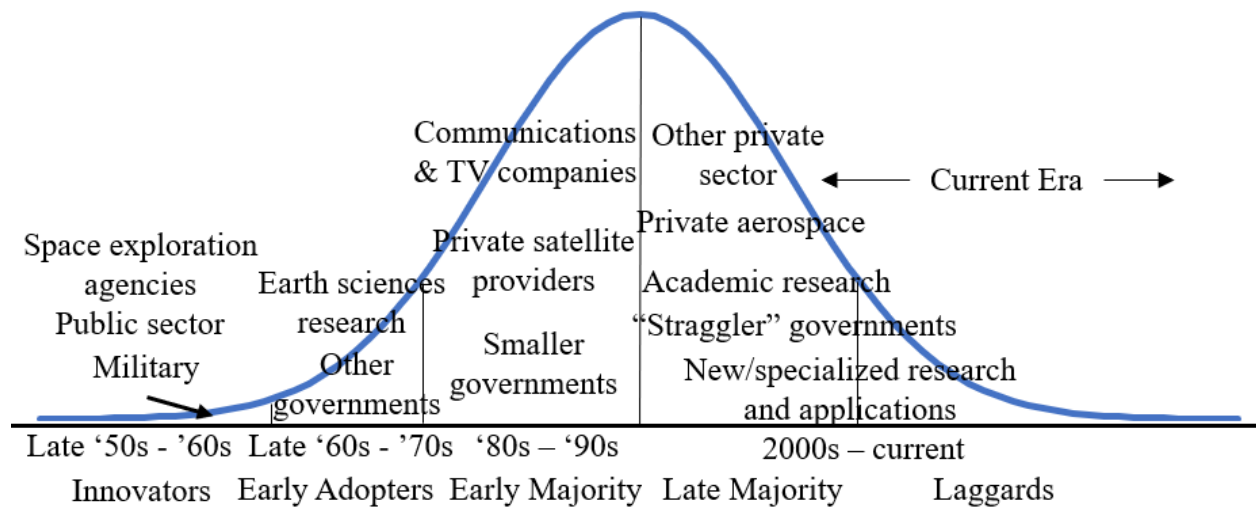 Communications
& TV companies
Other private
sector
Current Era
Private aerospace
Space exploration
agencies
Public sector
Military
Earth sciences
research
Other
governments
Private satellite
providers
Smaller
governments
Academic research
“Straggler” governments
New/specialized research
and applications
Late ‘50s - ’60s
Late ‘60s - ’70s
‘80s – ‘90s
2000s – current
Innovators
Early Adopters
Early Majority
Late Majority
Laggards